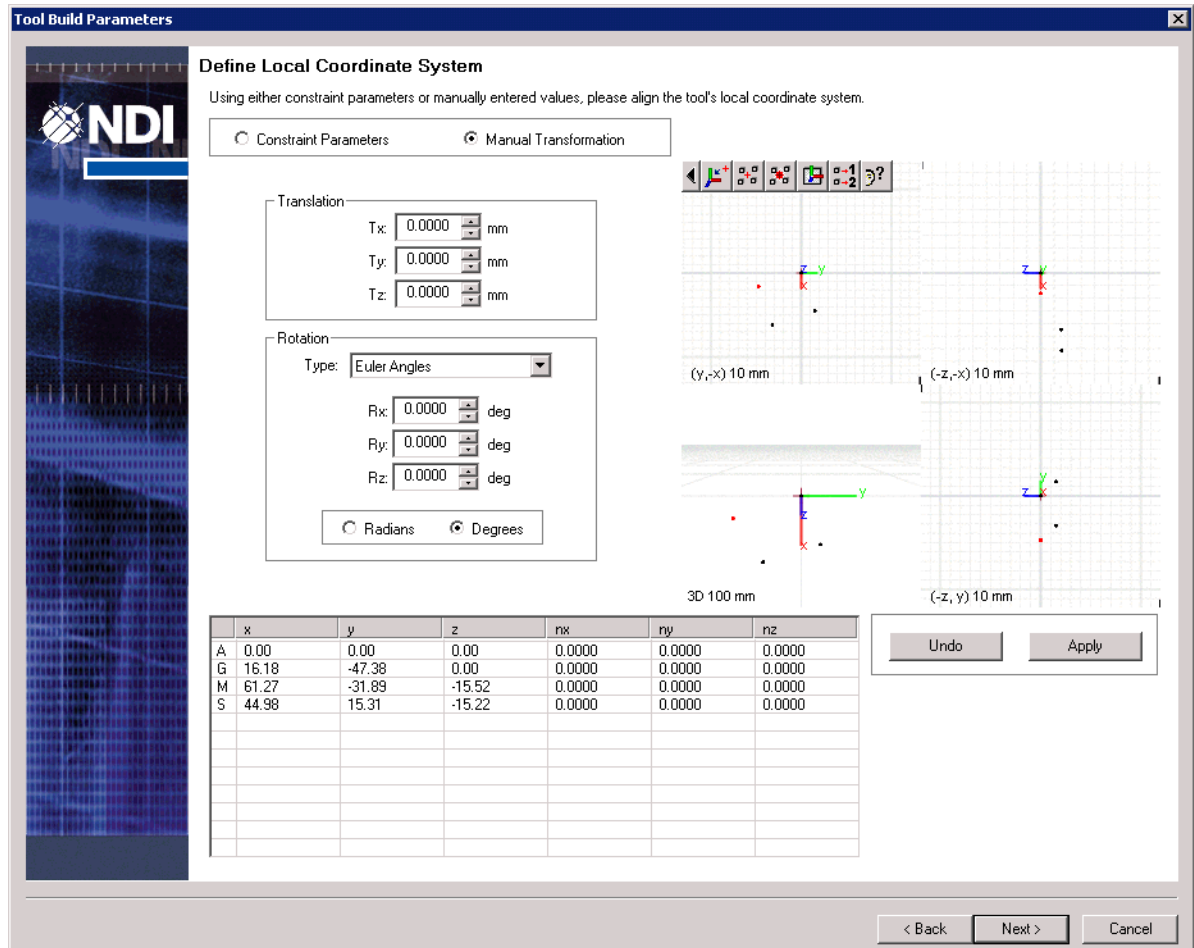 Tool Build Parameters
NDI
Define Local Coordinate System
Using either constraint parameters or manually entered values, please align the tool's local coordinate system.
Constraint Parameters Manual Transformation
Translation
Tx: 0.0000 mm
Ty: 0.0000 mm
Tz: 0.0000 mm
Rotation
Type: Euler Angles
Rx: 0.0000 deg
Ry: 0.0000 deg
Rz: 0.0000 deg
Radians Degrees
1 2 ?
z y x
(y,-x) 10 mm
z y x
(-z,-x) 10 mm
y z x
3D 100 mm
y z x
(-z, y) 10 mm
x y z nx ny nz
A 0.00 0.00 0.00 0.0000 0.0000 0.0000
G 16.18 -47.38 0.00 0.0000 0.0000 0.0000
M 61.27 -31.89 -15.52 0.0000 0.0000 0.0000
S 44.98 15.31 -15.22 0.0000 0.0000 0.0000
Undo Apply
< Back Next > Cancel